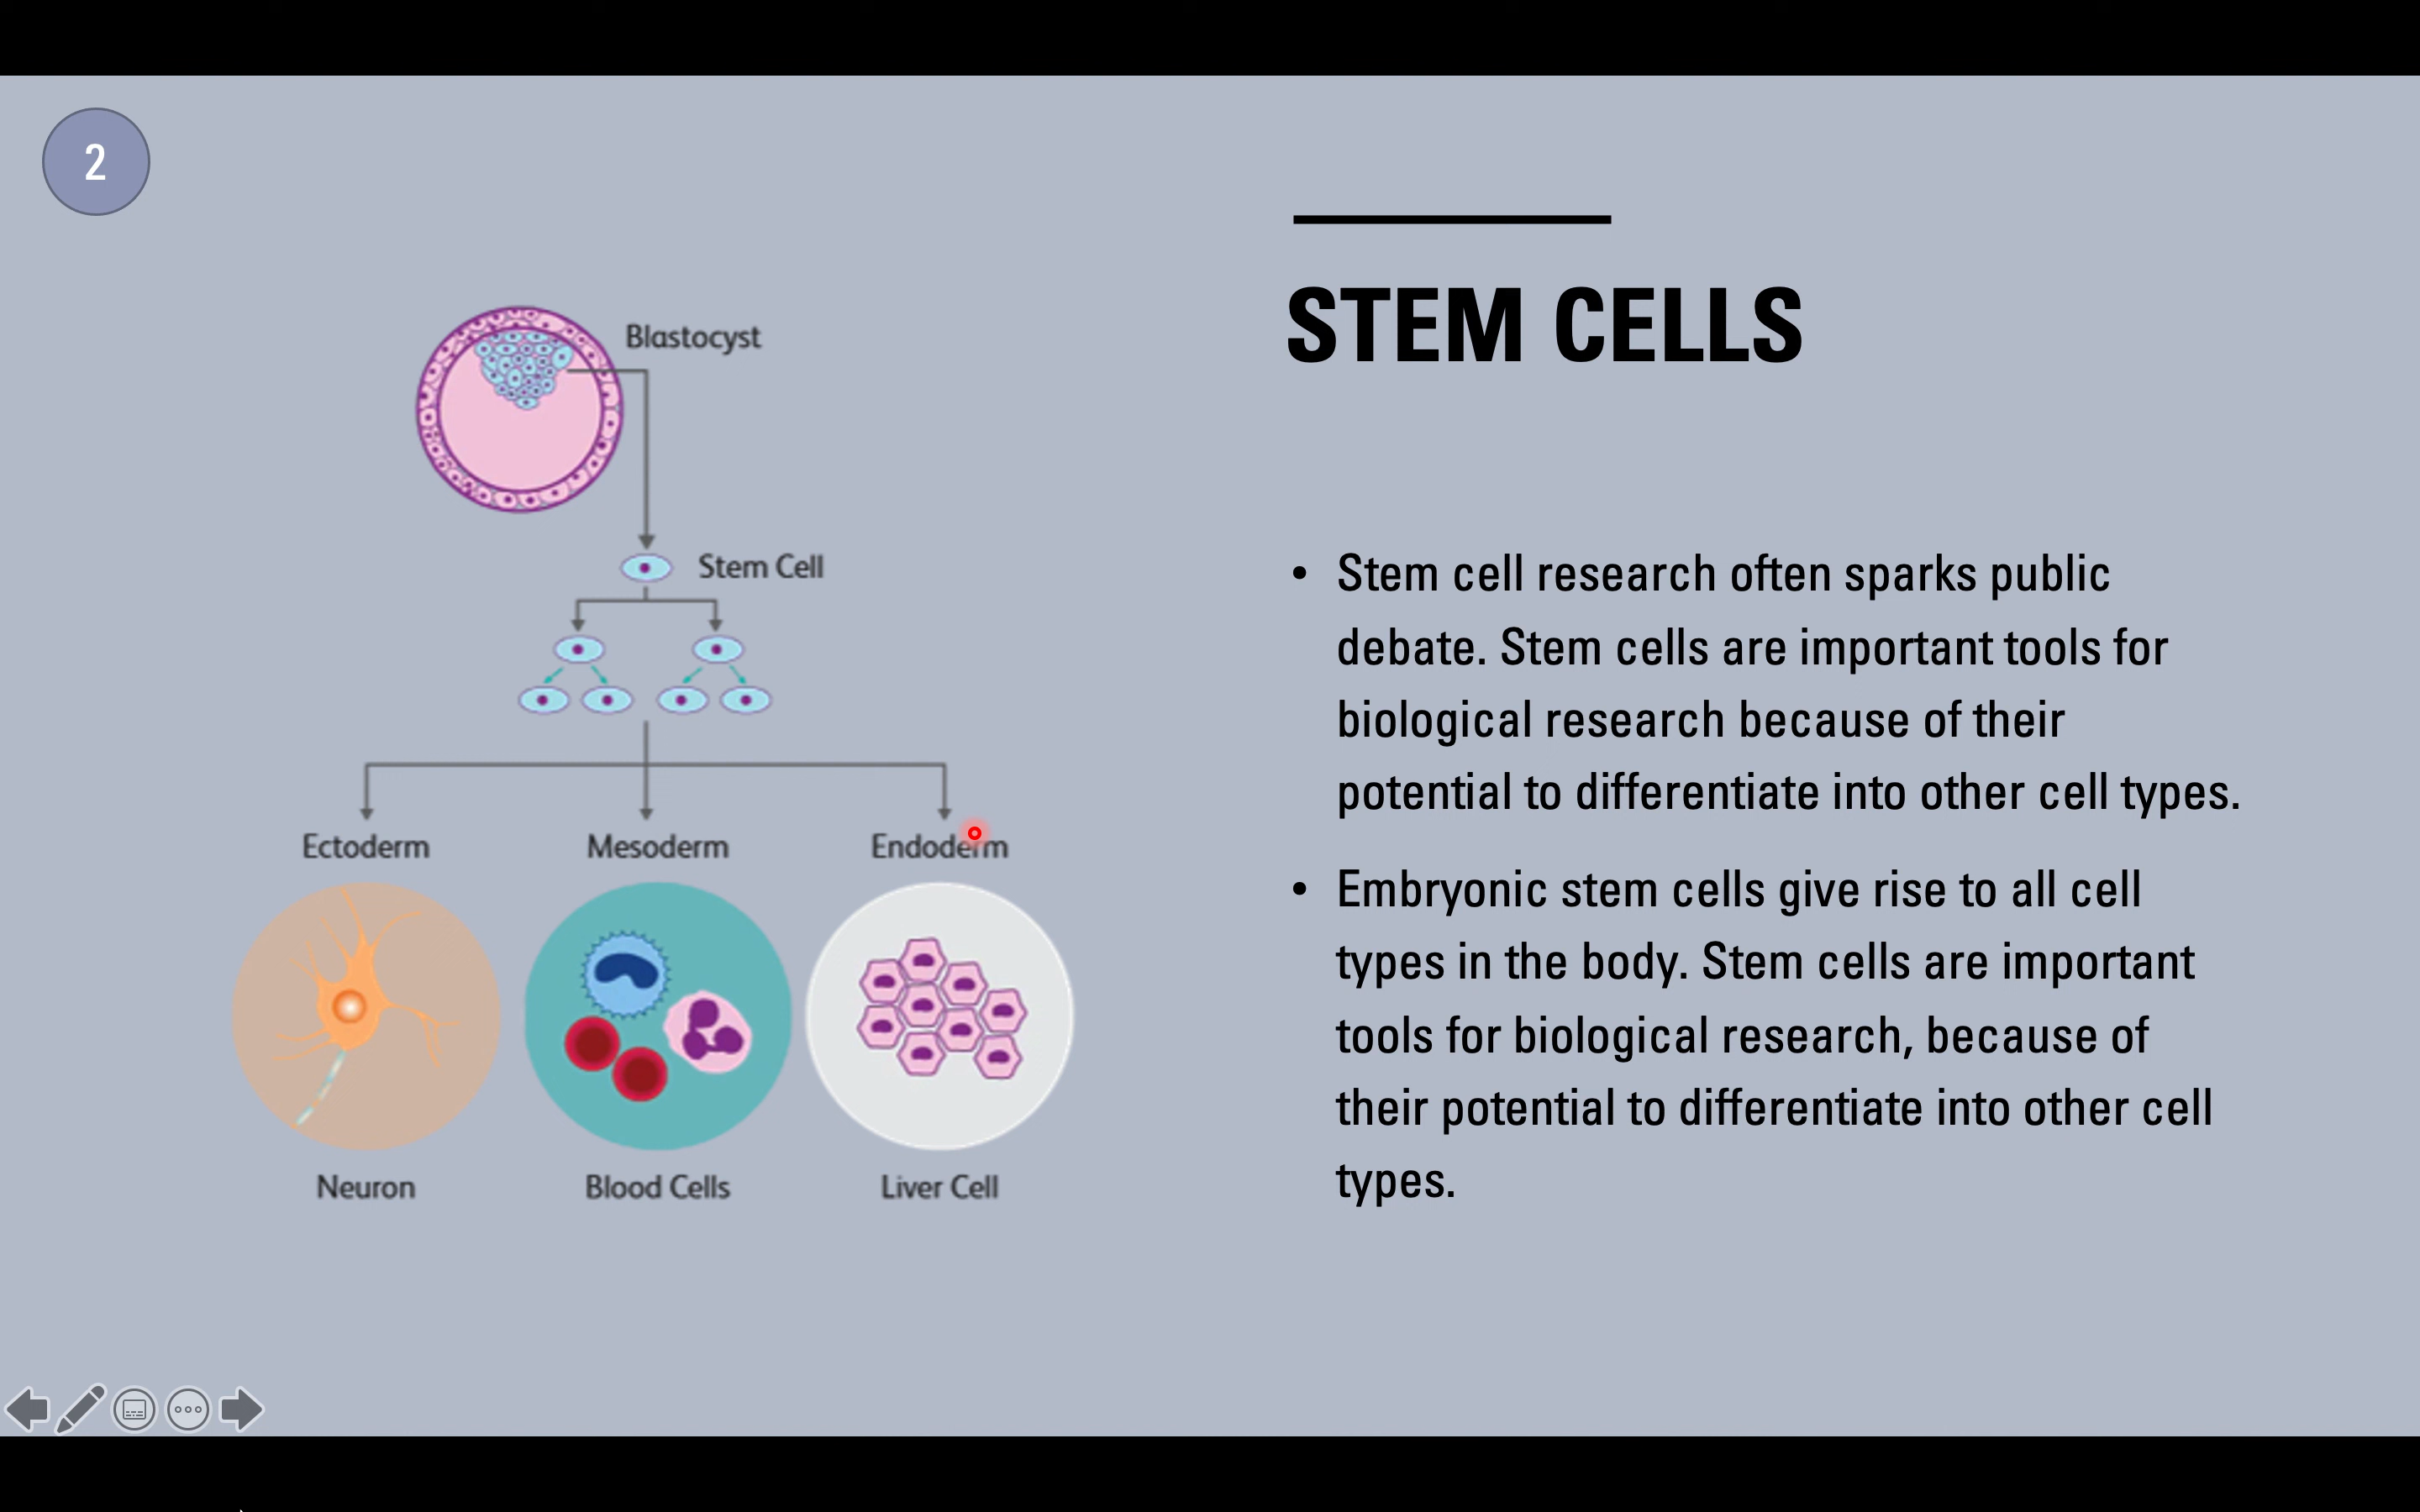 2
Blastocyst
Stem Cell
Ectoderm Mesoderm Endoderm
Neuron Blood Cells Liver Cell
STEM CELLS
• Stem cell research often sparks public
debate. Stem cells are important tools for
biological research because of their
potential to differentiate into other cell types.
• Embryonic stem cells give rise to all cell
types in the body. Stem cells are important
tools for biological research, because of
their potential to differentiate into other cell
types.